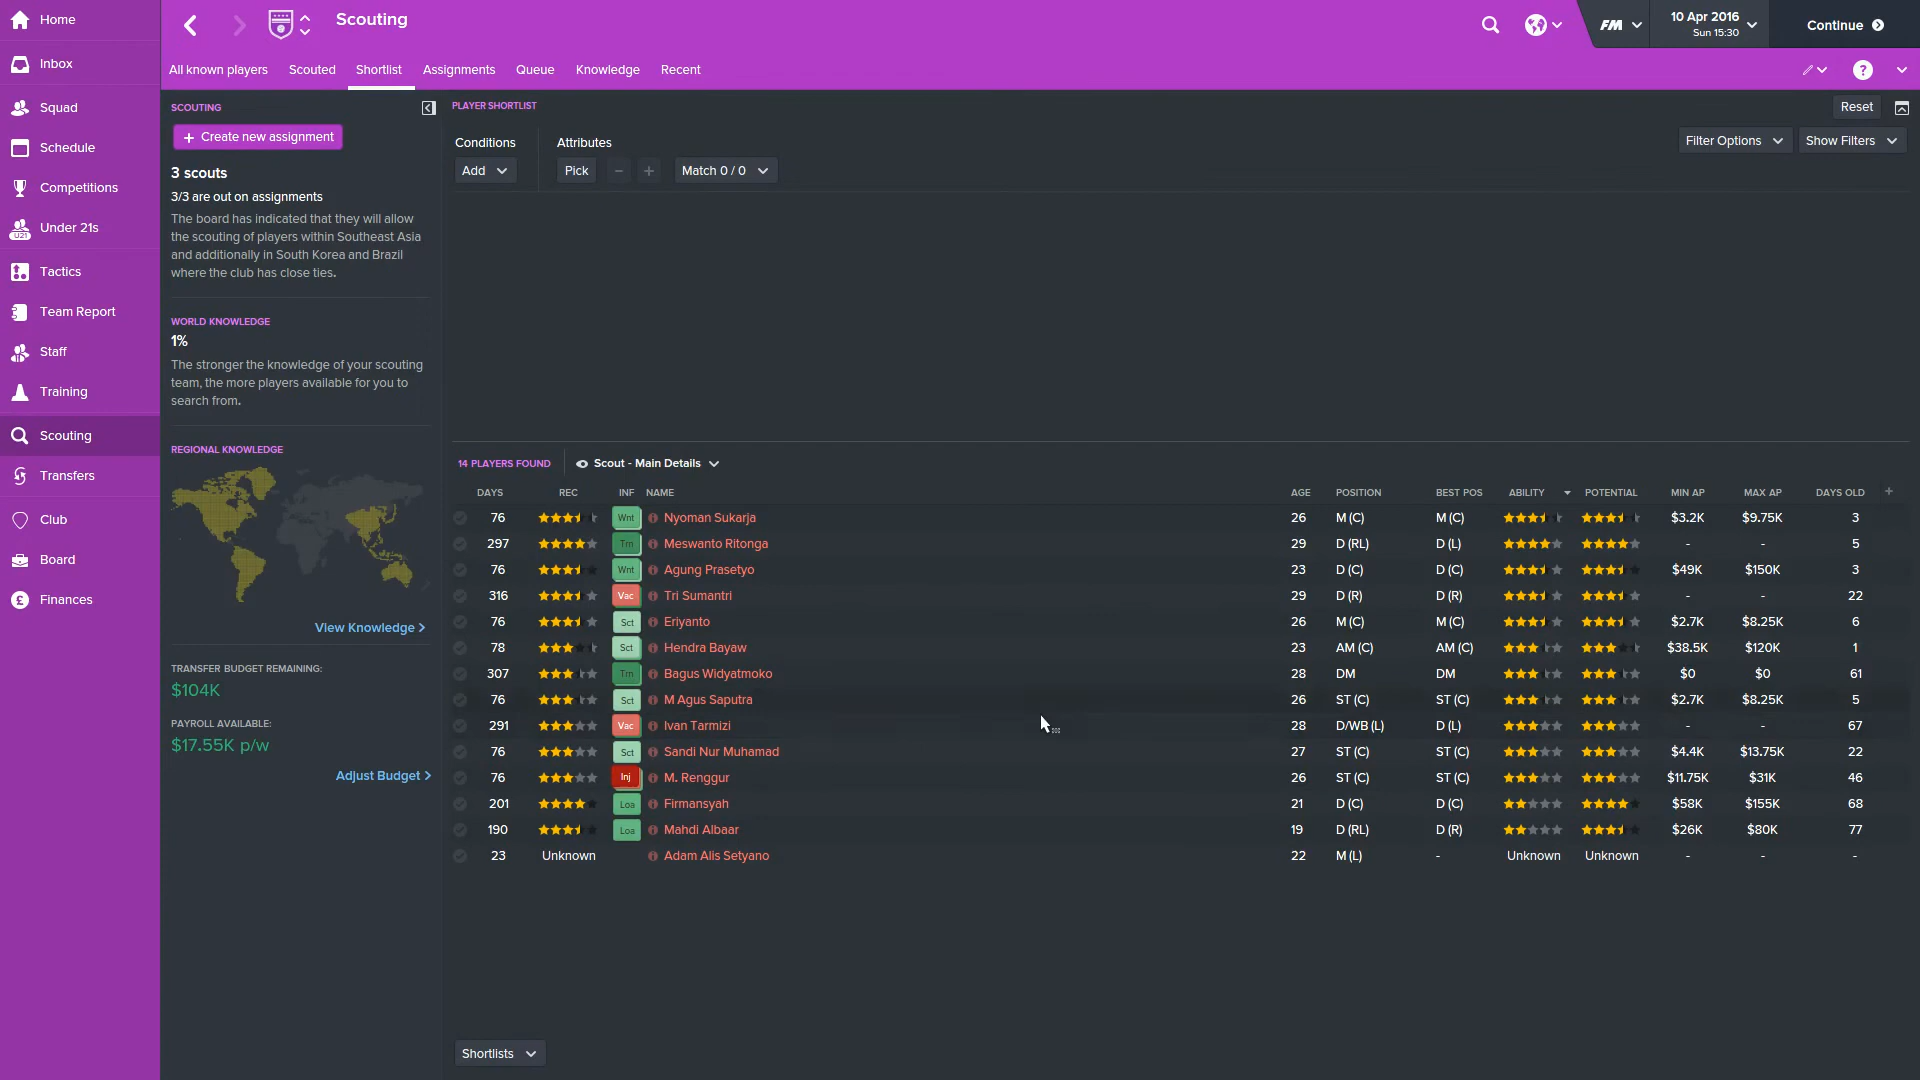 Home
Inbox
Squad
Schedule
Competitions
U21
Under 21s
Tactics
Team Report
Staff
Training
Scouting
Transfers
Club
Board
£ Finances
Scouting
FM
10 Apr 2016
Sun 15:30
Continue
All known players Scouted Shortlist Assignments Queue Knowledge Recent
?
SCOUTING
+ Create new assignment
3 scouts
3/3 are out on assignments
The board has indicated that they will allow
the scouting of players within Southeast Asia
and additionally in South Korea and Brazil
where the club has close ties.
WORLD KNOWLEDGE
1%
The stronger the knowledge of your scouting
team, the more players available for you to
search from.
REGIONAL KNOWLEDGE
View Knowledge >
TRANSFER BUDGET REMAINING:
$104K
PAYROLL AVAILABLE:
$17.55K p/w
Adjust Budget >
PLAYER SHORTLIST
Reset
Conditions Attributes
Filter Options Show Filters
Add Pick − + Match 0 / 0
14 PLAYERS FOUND Scout - Main Details
DAYS REC INF NAME AGE POSITION BEST POS ABILITY POTENTIAL MIN AP MAX AP DAYS OLD +
76 Wnt Nyoman Sukarja 26 M (C) M (C) $3.2K $9.75K 3
297 Trn Meswanto Ritonga 29 D (RL) D (L) - - 5
76 Wnt Agung Prasetyo 23 D (C) D (C) $49K $150K 3
316 Vac Tri Sumantri 29 D (R) D (R) - - 22
76 Sct Eriyanto 26 M (C) M (C) $2.7K $8.25K 6
78 Sct Hendra Bayaw 23 AM (C) AM (C) $38.5K $120K 1
307 Trn Bagus Widyatmoko 28 DM DM $0 $0 61
76 Sct M Agus Saputra 26 ST (C) ST (C) $2.7K $8.25K 5
291 Vac Ivan Tarmizi 28 D/WB (L) D (L) - - 67
76 Sct Sandi Nur Muhamad 27 ST (C) ST (C) $4.4K $13.75K 22
76 Inj M. Renggur 26 ST (C) ST (C) $11.75K $31K 46
201 Loa Firmansyah 21 D (C) D (C) $58K $155K 68
190 Loa Mahdi Albaar 19 D (RL) D (R) $26K $80K 77
23 Unknown Adam Alis Setyano 22 M (L) - Unknown Unknown - - -
Shortlists